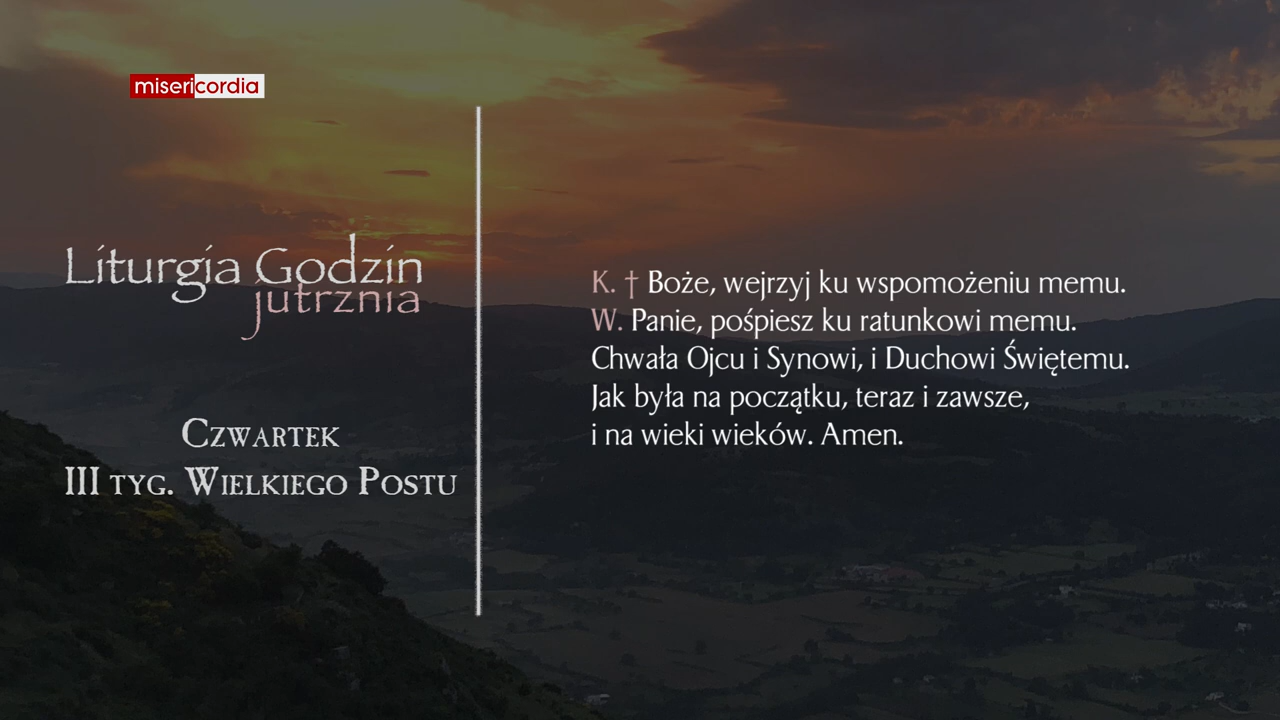 misericordia
Liturgia Godzin
jutrznia
Czwartek
III tyg. Wielkiego Postu
K. † Boże, wejrzyj ku wspomożeniu memu.
W. Panie, pośpiesz ku ratunkowi memu.
Chwała Ojcu i Synowi, i Duchowi Świętemu.
Jak była na początku, teraz i zawsze,
i na wieki wieków. Amen.